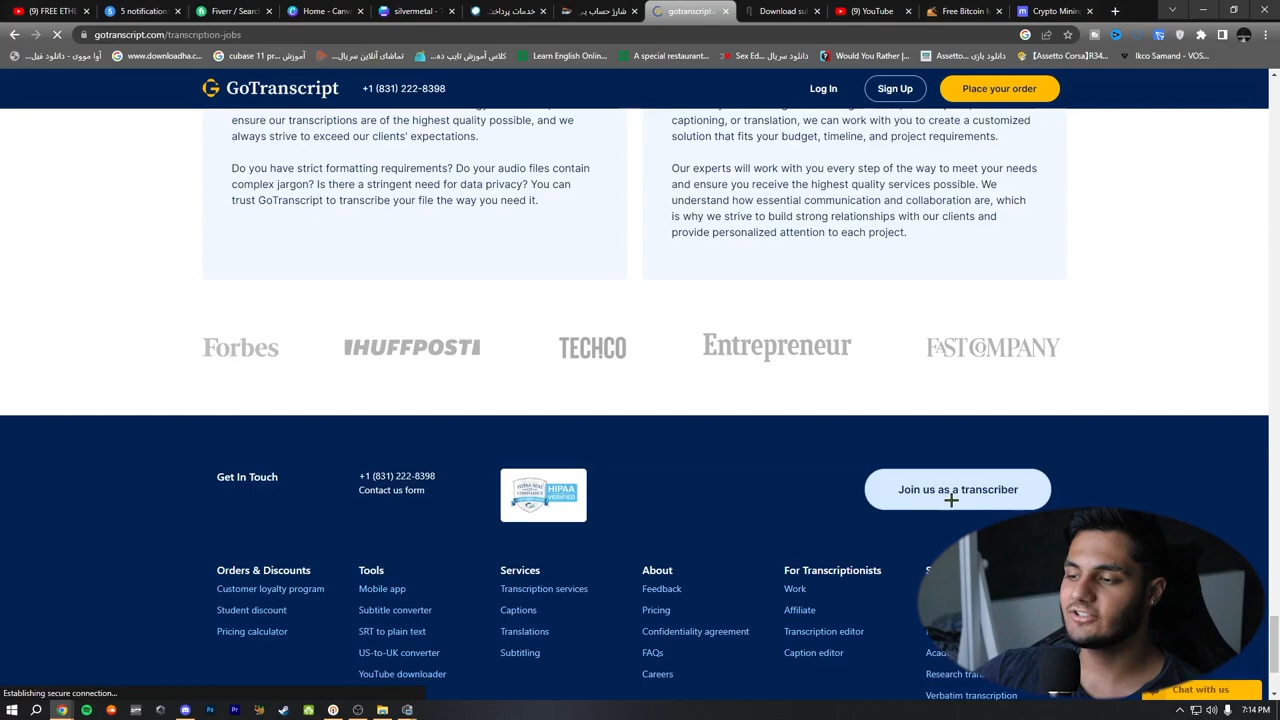 (9) FREE ETHE
5 notificatio
Fiverr / Searc
Home - Canva
silvermetal - T
خدمات پرداخت
شارژ حساب پر
gotranscript.
Download sul
(9) YouTube
Free Bitcoin F
Crypto Minin
gotranscript.com/transcription-jobs
آوا مووی - دانلود فیل...
www.downloadha.c...
آموزش cubase 11 پر...
تماشای آنلاین سریال...
کلاس آموزش تایپ ده...
Learn English Onlin...
A special restaurant...
Sex Ed... دانلود سریال
Would You Rather |...
Assetto... دانلود بازی
【Assetto Corsa】R34...
Ikco Samand - VOS...
GoTranscript
+1 (831) 222-8398
Log In
Sign Up
Place your order
ensure our transcriptions are of the highest quality possible, and we
always strive to exceed our clients' expectations.
Do you have strict formatting requirements? Do your audio files contain
complex jargon? Is there a stringent need for data privacy? You can
trust GoTranscript to transcribe your file the way you need it.
captioning, or translation, we can work with you to create a customized
solution that fits your budget, timeline, and project requirements.
Our experts will work with you every step of the way to meet your needs
and ensure you receive the highest quality services possible. We
understand how essential communication and collaboration are, which
is why we strive to build strong relationships with our clients and
provide personalized attention to each project.
Forbes
HUFFPOST
TECHCO
Entrepreneur
FAST COMPANY
Get In Touch
+1 (831) 222-8398
Contact us form
HIPAA
VERIFIED
Join us as a transcriber
Orders & Discounts
Customer loyalty program
Student discount
Pricing calculator
Tools
Mobile app
Subtitle converter
SRT to plain text
US-to-UK converter
YouTube downloader
Services
Transcription services
Captions
Translations
Subtitling
About
Feedback
Pricing
Confidentiality agreement
FAQs
Careers
For Transcriptionists
Work
Affiliate
Transcription editor
Caption editor
Verbatim transcription
Chat with us
Establishing secure connection...
7:14 PM